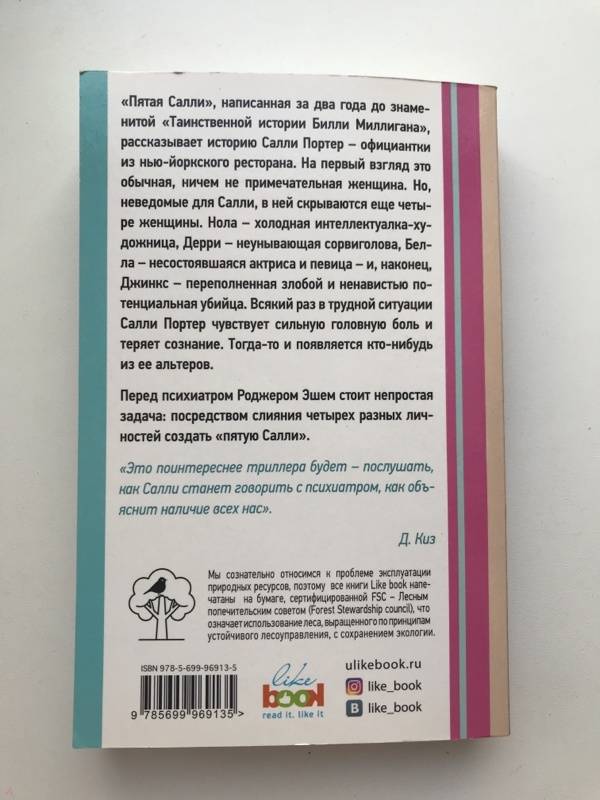 «Пятая Салли», написанная за два года до знаме-
нитой «Таинственной истории Билли Миллигана»,
рассказывает историю Салли Портер – официантки
из нью-йоркского ресторана. На первый взгляд это
обычная, ничем не примечательная женщина. Но,
неведомые для Салли, в ней скрываются еще четы-
ре женщины. Нола – холодная интеллектуалка-ху-
дожница, Дерри – неунывающая сорвиголова, Бел-
ла – несостоявшаяся актриса и певица – и, наконец,
Джинкс – переполненная злобой и ненавистью по-
тенциальная убийца. Всякий раз в трудной ситуации
Салли Портер чувствует сильную головную боль и
теряет сознание. Тогда-то и появляется кто-нибудь
из ее альтеров.
Перед психиатром Роджером Эшем стоит непростая
задача: посредством слияния четырех разных лич-
ностей создать «пятую Салли».
«Это поинтереснее триллера будет – послушать,
как Салли станет говорить с психиатром, как объ-
яснит наличие всех нас».
Д. Киз
Мы сознательно относимся к проблеме эксплуатации
природных ресурсов, поэтому все книги Like book напе-
чатаны на бумаге, сертифицированной FSC – Лесным
попечительским советом (Forest Stewardship council), что
означает использование леса, выращенного по принципам
устойчивого лесоуправления, с сохранением экологии.
ISBN 978-5-699-96913-5
9 785699 969135 >
like
book
read it. like it
ulikebook.ru
like_book
B like_book